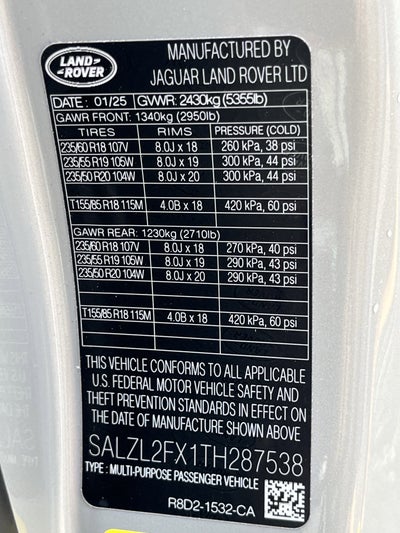 LAND ROVER
MANUFACTURED BY
JAGUAR LAND ROVER LTD
DATE : 01/25 GVWR: 2430kg (5355lb)
GAWR FRONT: 1340kg (2950lb)
TIRES RIMS PRESSURE (COLD)
235/60 R18 107V 8.0J x 18 260 kPa, 38 psi
235/55 R19 105W 8.0J x 19 300 kPa, 44 psi
235/50 R20 104W 8.0J x 20 300 kPa, 44 psi
T155/85 R18 115M 4.0B x 18 420 kPa, 60 psi
GAWR REAR: 1230kg (2710lb)
235/60 R18 107V 8.0J x 18 270 kPa, 40 psi
235/55 R19 105W 8.0J x 19 290 kPa, 43 psi
235/50 R20 104W 8.0J x 20 290 kPa, 43 psi
T155/85 R18 115M 4.0B x 18 420 kPa, 60 psi
THIS VEHICLE CONFORMS TO ALL APPLICABLE
U.S. FEDERAL MOTOR VEHICLE SAFETY AND
THEFT PREVENTION STANDARDS IN EFFECT ON
THE DATE OF MANUFACTURE SHOWN ABOVE
SALZL2FX1TH287538
TYPE : MULTI-PURPOSE PASSENGER VEHICLE
R8D2-1532-CA